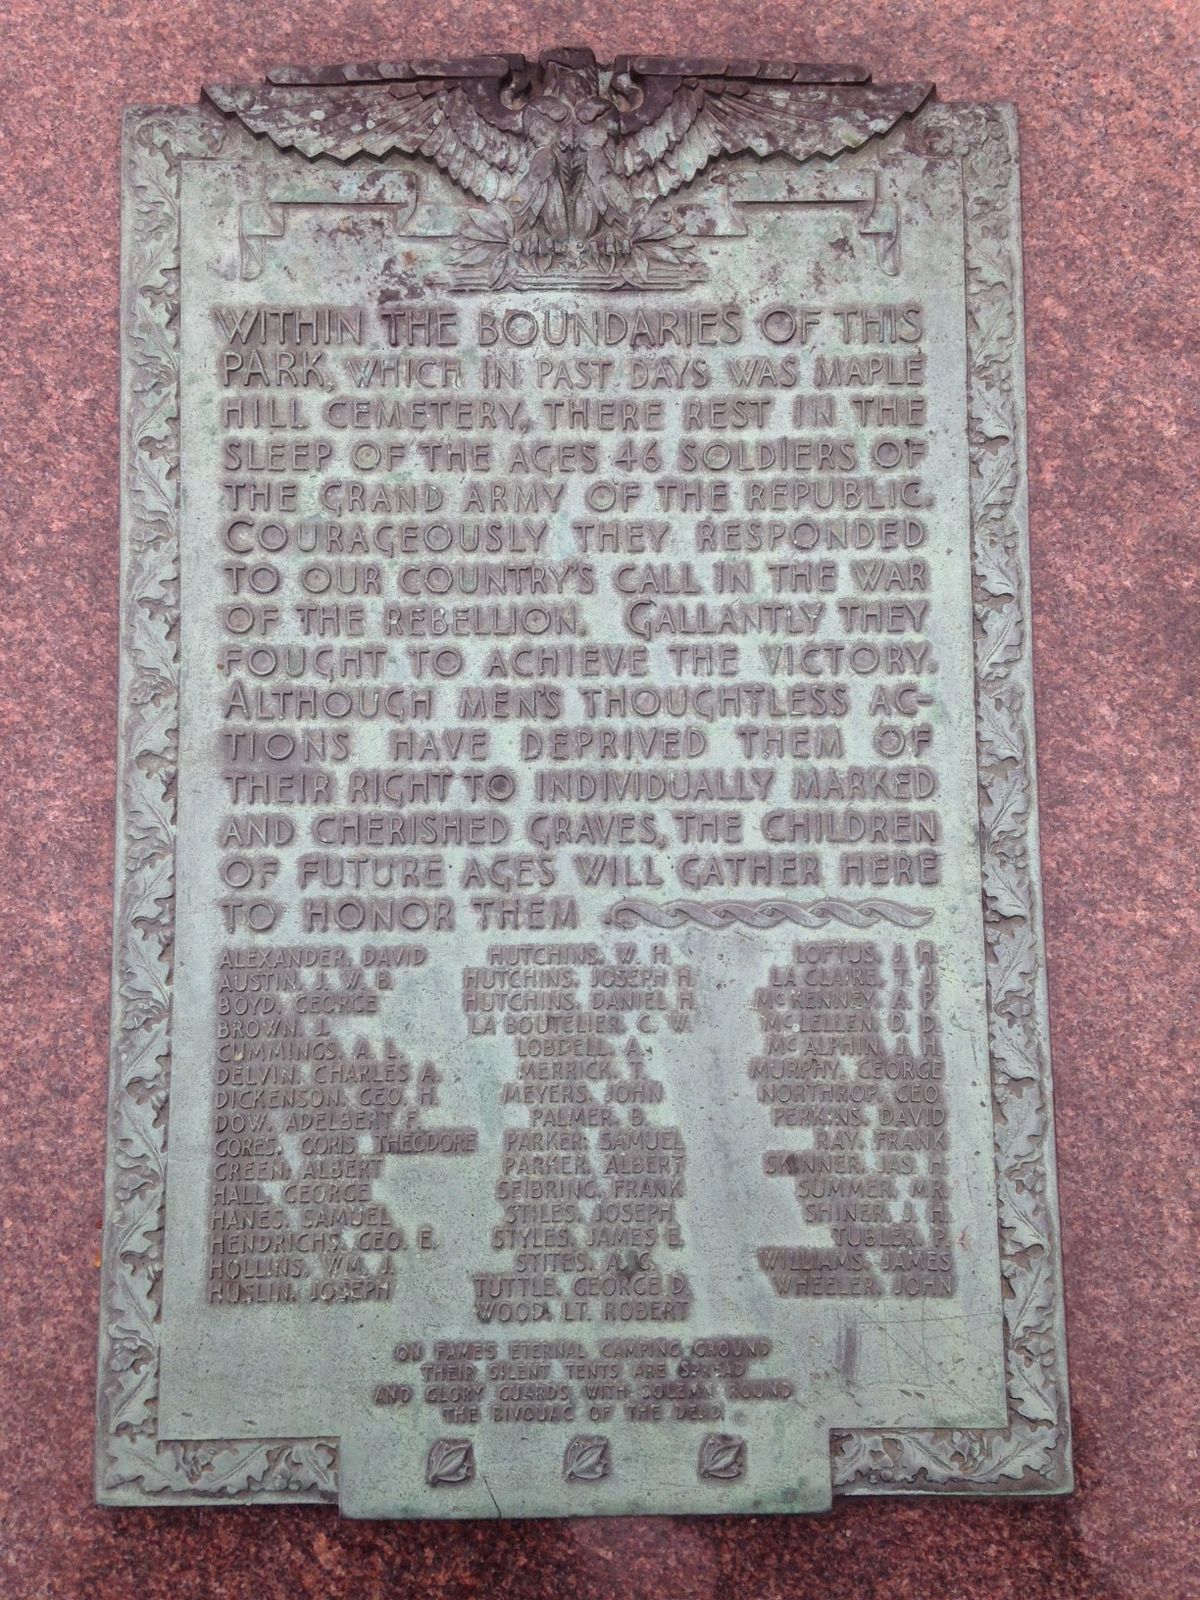 WITHIN THE BOUNDARIES OF THIS
PARK, WHICH IN PAST DAYS WAS MAPLE
HILL CEMETERY, THERE REST IN THE
SLEEP OF THE AGES 46 SOLDIERS OF
THE GRAND ARMY OF THE REPUBLIC.
COURAGEOUSLY THEY RESPONDED
TO OUR COUNTRY'S CALL IN THE WAR
OF THE REBELLION. GALLANTLY THEY
FOUGHT TO ACHIEVE THE VICTORY.
ALTHOUGH MEN'S THOUGHTLESS AC-
TIONS HAVE DEPRIVED THEM OF
THEIR RIGHT TO INDIVIDUALLY MARKED
AND CHERISHED GRAVES, THE CHILDREN
OF FUTURE AGES WILL GATHER HERE
TO HONOR THEM.
ALEXANDER, DAVID
AUSTIN, J. W. B.
BOYD, GEORGE
BROWN, J.
CUMMINGS, A. L.
DELVIN, CHARLES A.
DICKENSON, GEO. H.
DOW, ADELBERT F.
GORES, GORIS THEODORE
GREEN, ALBERT
HALL, GEORGE
HANES, SAMUEL
HENDRICHS, GEO. E.
HOLLINS, WM. J.
HUSLIN, JOSEPH
HUTCHINS, W. H.
HUTCHINS, JOSEPH H.
HUTCHINS, DANIEL H.
LA BOUTELIER, C. W.
LOBDELL, A.
MERRICK, T.
MEYERS, JOHN
PALMER, B.
PARKER, SAMUEL
PARKER, ALBERT
SEIBRING, FRANK
STILES, JOSEPH
STYLES, JAMES E.
STITES, A. C.
TUTTLE, GEORGE D.
WOOD, LT. ROBERT
LOFTUS, J. H.
LA CLAIRE, T. J.
MCKENNEY, A. P.
MCLELLEN, D. D.
MCALPHIN, J. H.
MURPHY, GEORGE
NORTHROP, GEO.
PERKINS, DAVID
RAY, FRANK
SKINNER, JAS. H.
SUMMER, MR.
SHINER, J. H.
TUBLER, P.
WILLIAMS, JAMES
WHEELER, JOHN
ON FAMES ETERNAL CAMPING GROUND
THEIR SILENT TENTS ARE SPREAD
AND GLORY GUARDS WITH SOLEMN ROUND
THE BIVOUAC OF THE DEAD.